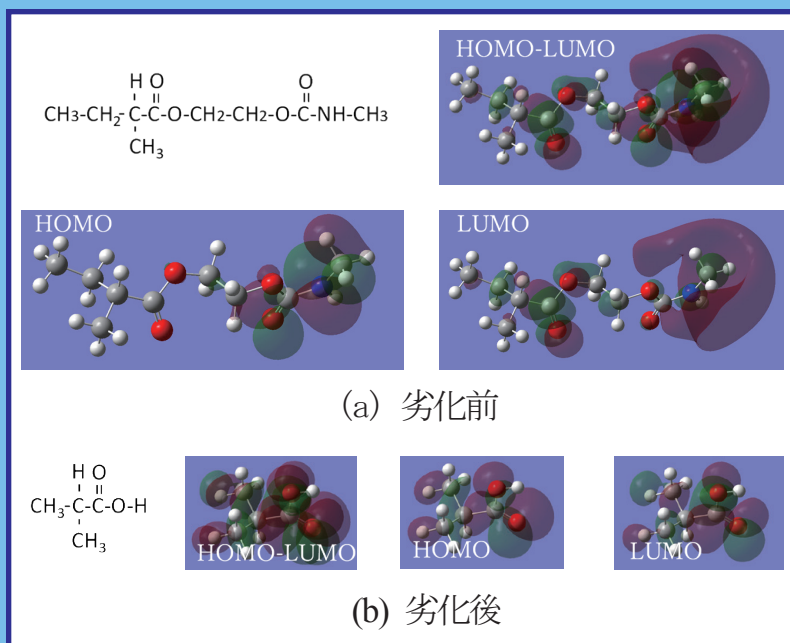 HOMO-LUMO
H O O
CH3-CH2-C-C-O-CH2-CH2-O-C-NH-CH3
CH3
HOMO
LUMO
(a) 劣化前
H O
CH3-C-C-O-H
CH3
HOMO-LUMO
HOMO
LUMO
(b) 劣化後